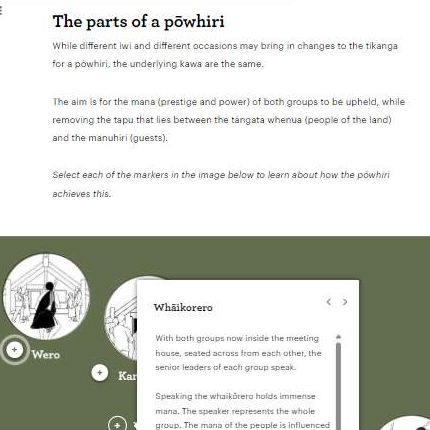 The parts of a pōwhiri
While different iwi and different occasions may bring in changes to the tikanga
for a pōwhiri, the underlying kawa are the same.
The aim is for the mana (prestige and power) of both groups to be upheld, while
removing the tapu that lies between the tangata whenua (people of the land)
and the manuhiri (guests).
Select each of the markers in the image below to learn about how the pōwhiri
achieves this.
Wero
Kar
Whāikorero
With both groups now inside the meeting
house, seated across from each other, the
senior leaders of each group speak.
Speaking the whaikōrero holds immense
mana. The speaker represents the whole
group. The mana of the people is influenced